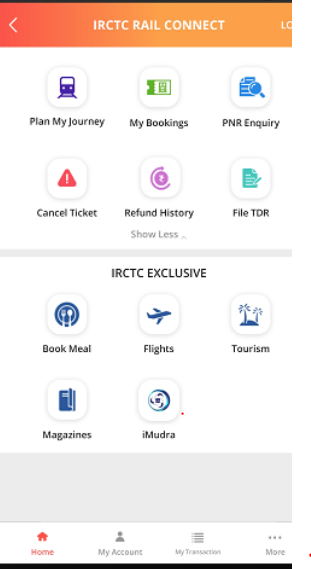 IRCTC RAIL CONNECT LO
Plan My Journey My Bookings PNR Enquiry
Cancel Ticket Refund History File TDR
Show Less
IRCTC EXCLUSIVE
Book Meal Flights Tourism
Magazines iMudra
Home My Account My Transaction More